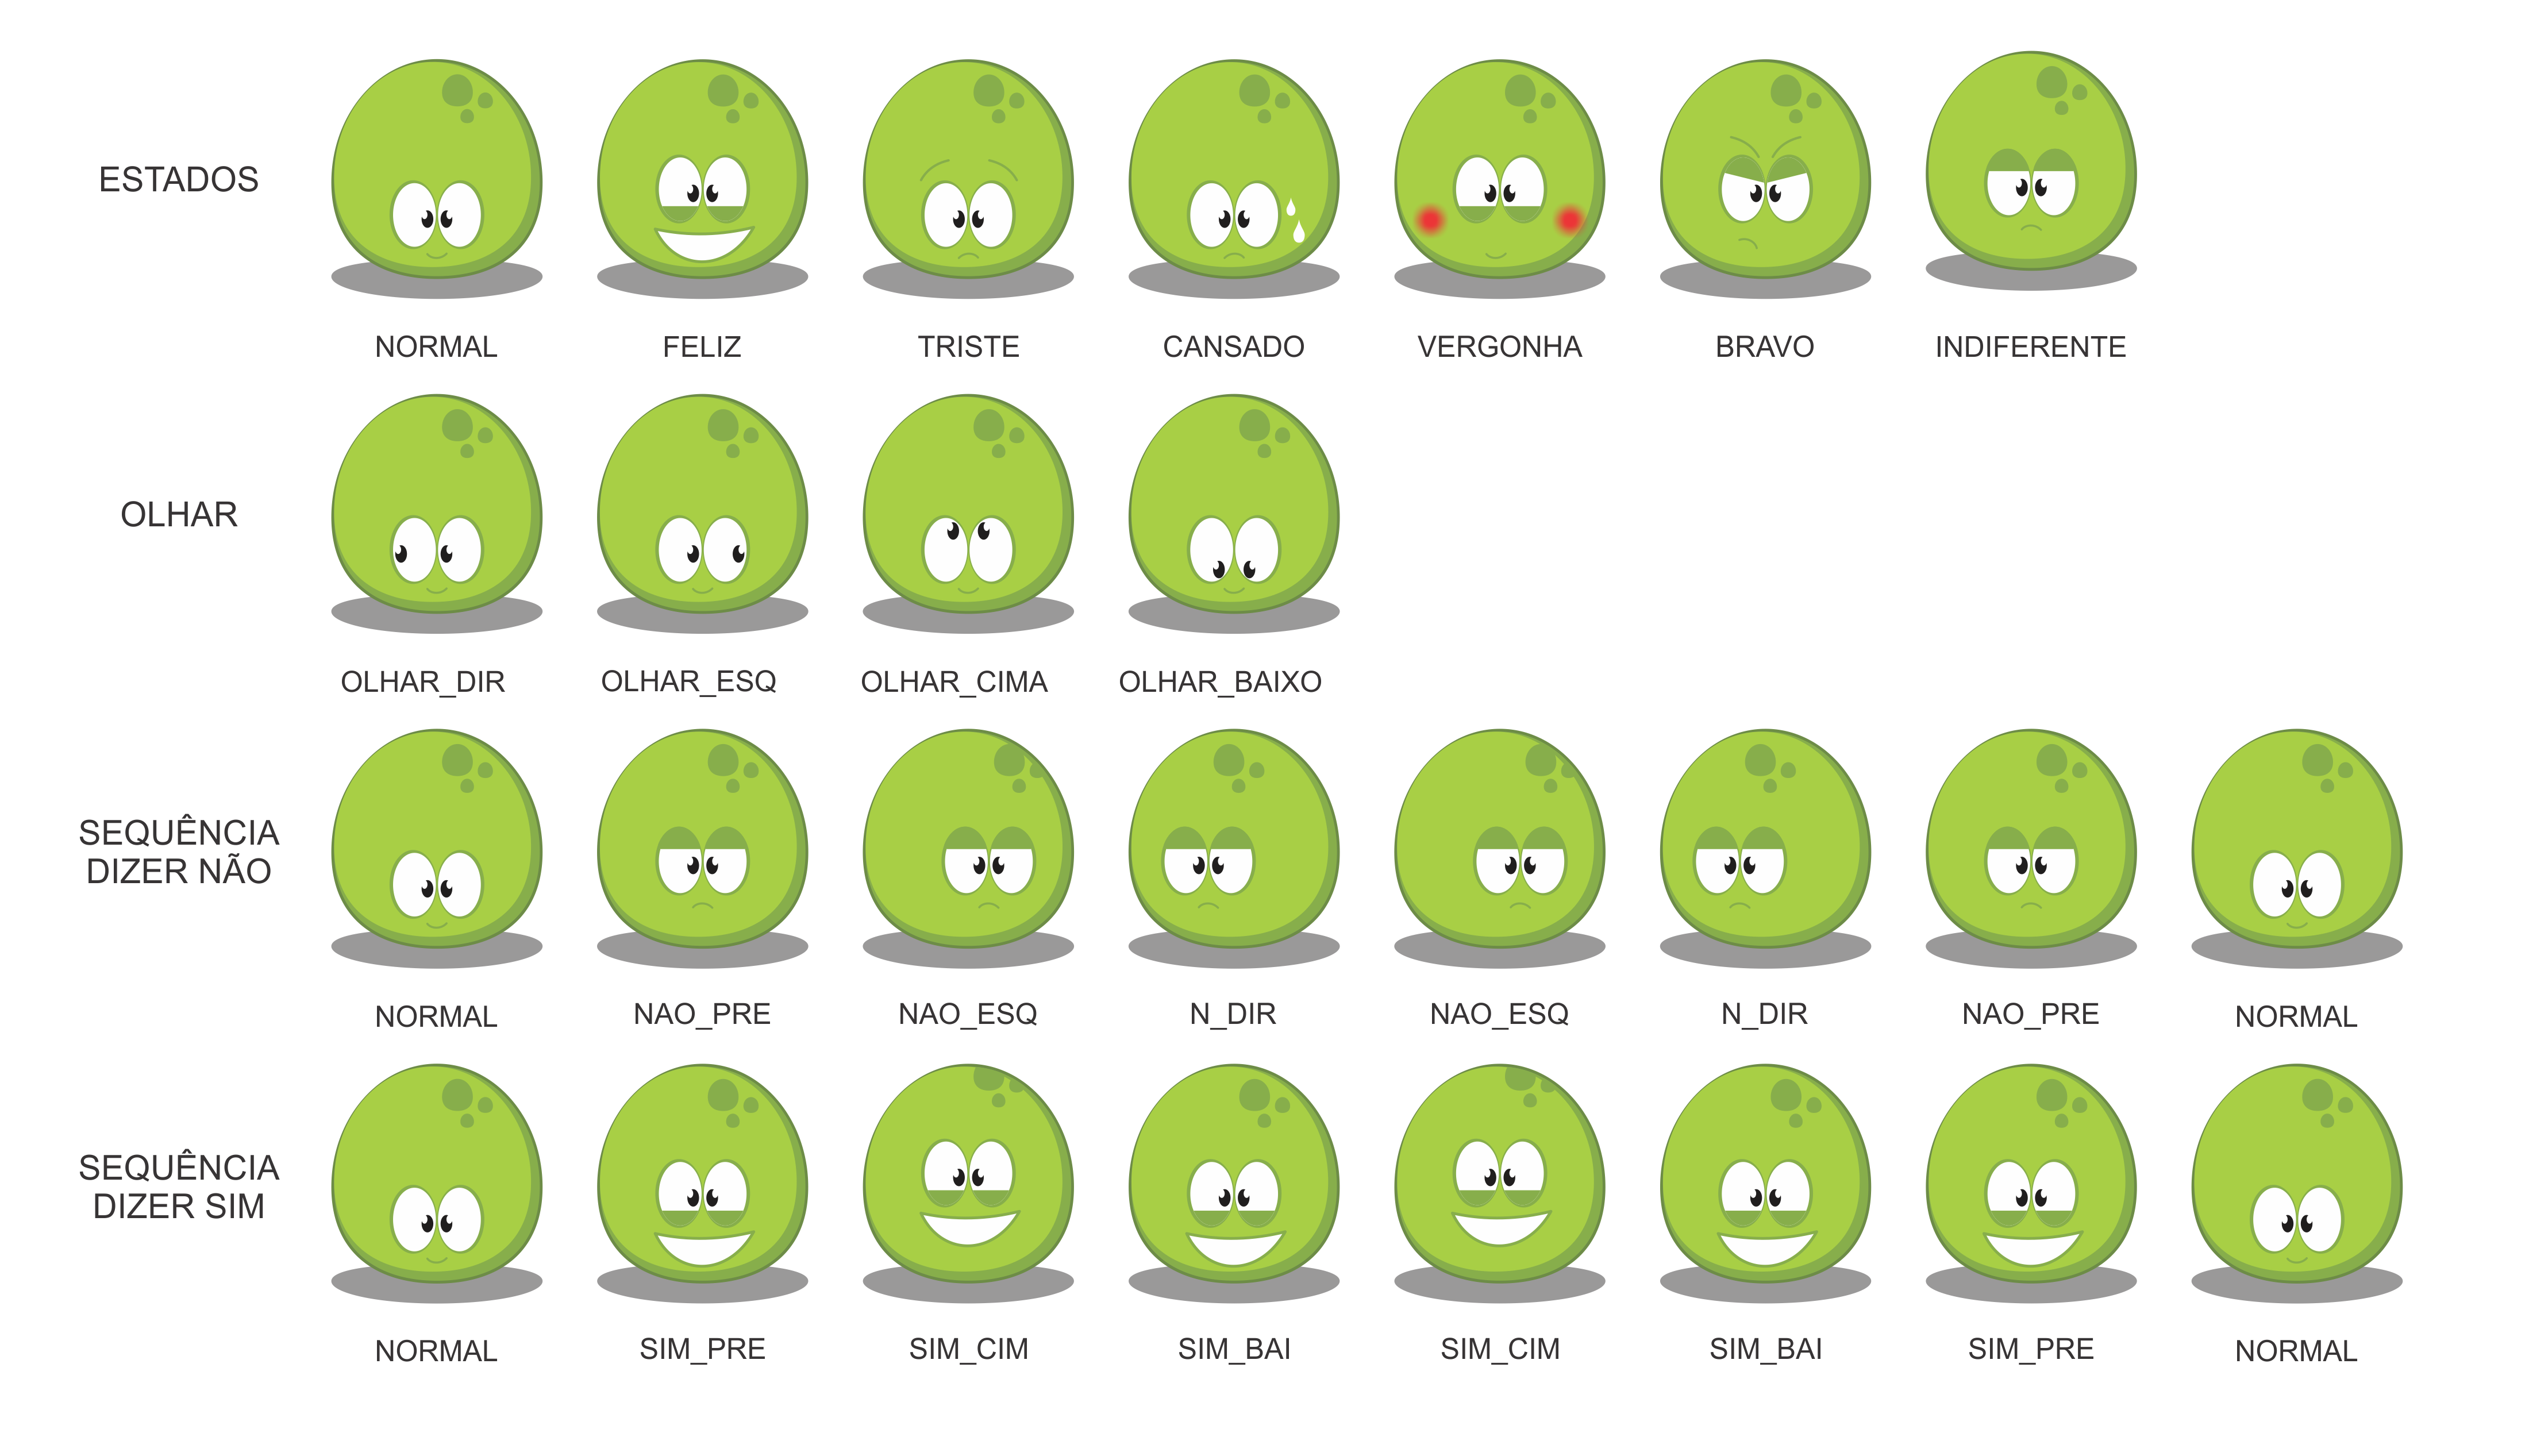 ESTADOS
NORMAL FELIZ TRISTE CANSADO VERGONHA BRAVO INDIFERENTE
OLHAR
OLHAR_DIR OLHAR_ESQ OLHAR_CIMA OLHAR_BAIXO
SEQUÊNCIA
DIZER NÃO
NORMAL NAO_PRE NAO_ESQ N_DIR NAO_ESQ N_DIR NAO_PRE NORMAL
SEQUÊNCIA
DIZER SIM
NORMAL SIM_PRE SIM_CIM SIM_BAI SIM_CIM SIM_BAI SIM_PRE NORMAL